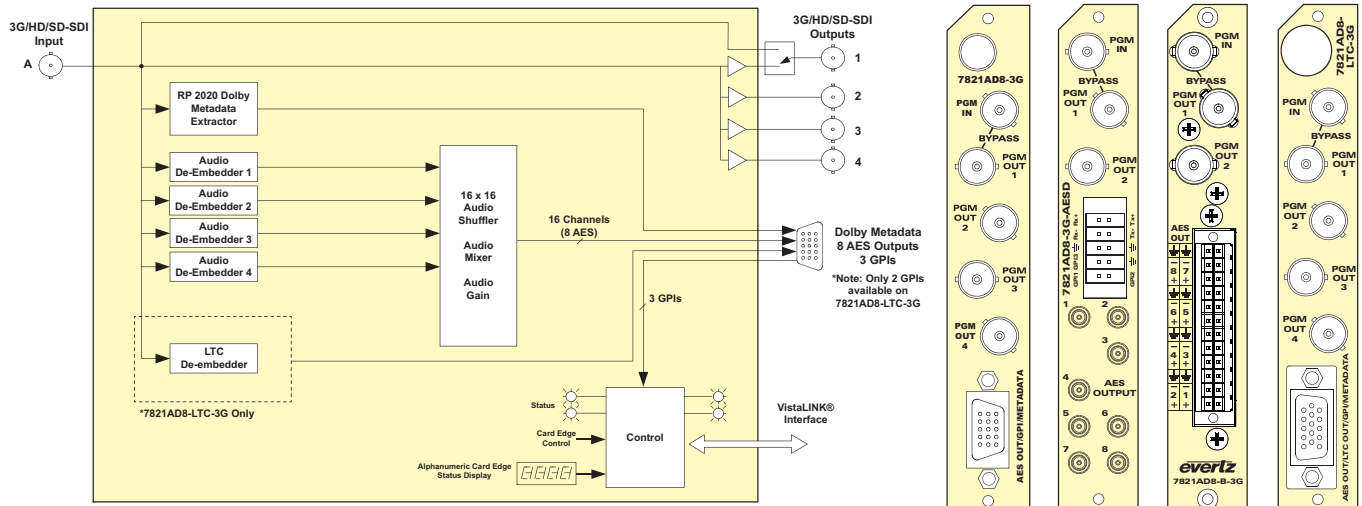 3G/HD/SD-SDI
Input
A
3G/HD/SD-SDI
Outputs
1
2
3
4
RP 2020 Dolby
Metadata
Extractor
Audio
De-Embedder 1
Audio
De-Embedder 2
Audio
De-Embedder 3
Audio
De-Embedder 4
16 x 16
Audio
Shuffler
Audio
Mixer
Audio
Gain
16 Channels
(8 AES)
Dolby Metadata
8 AES Outputs
3 GPIs
*Note: Only 2 GPIs
available on
7821AD8-LTC-3G
3 GPIs
LTC
De-embedder
*7821AD8-LTC-3G Only
Status
Card Edge
Control
Alphanumeric Card Edge
Status Display
Control
VistaLINK®
Interface
7821AD8-3G
PGM
IN
BYPASS
PGM
OUT
1
PGM
OUT
2
PGM
OUT
3
PGM
OUT
4
AES OUT/GPI/METADATA
PGM
IN
BYPASS
PGM
OUT
1
PGM
OUT
2
7821AD8-3G-AESD
Rx+
Rx-
GPI3
GPI1
Tx+
Tx-
GPI2
1
2
3
4
AES
OUTPUT
5
6
7
8
PGM
IN
BYPASS
PGM
OUT
1
PGM
OUT
2
AES
OUT
- -
8 7
+ +
- -
6 5
+ +
- -
4 3
+ +
- -
2 1
+ +
evertz
7821AD8-B-3G
7821AD8-
LTC-3G
PGM
IN
BYPASS
PGM
OUT
1
PGM
OUT
2
PGM
OUT
3
PGM
OUT
4
AES OUT/LTC OUT/GPI/METADATA